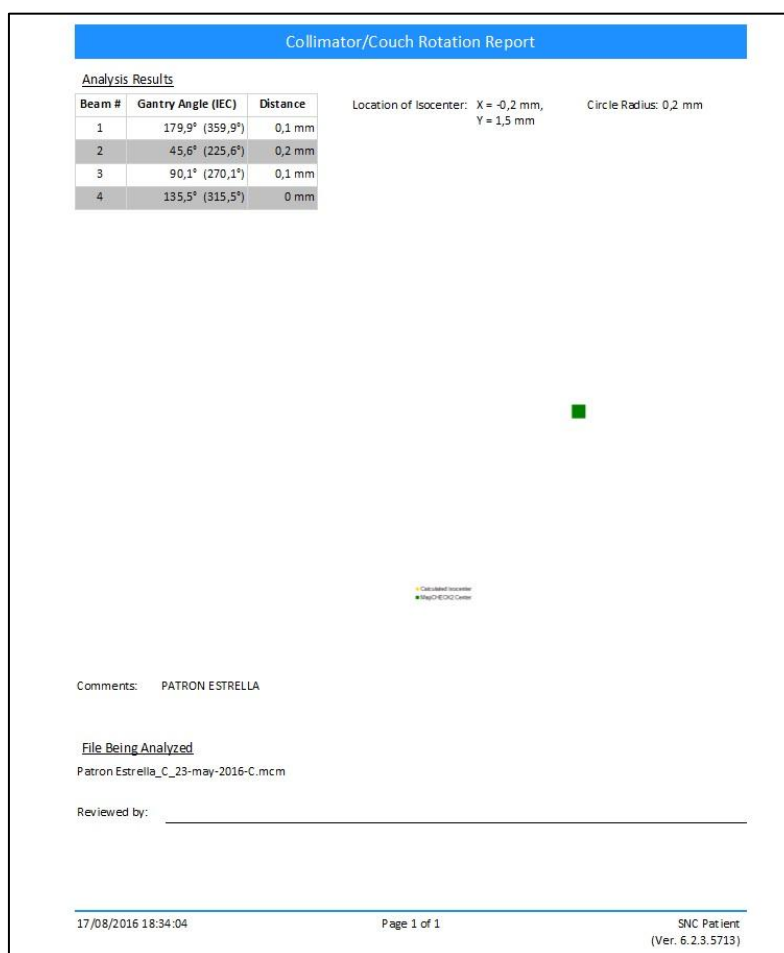 Collimator/Couch Rotation Report
Analysis Results
Beam # Gantry Angle (IEC) Distance
1 179,9° (359,9°) 0,1 mm
2 45,6° (225,6°) 0,2 mm
3 90,1° (270,1°) 0,1 mm
4 135,5° (315,5°) 0 mm
Location of Isocenter: X = -0,2 mm,
Y = 1,5 mm
Circle Radius: 0,2 mm
Calculated Isocenter
MapCHECK2 Center
Comments: PATRON ESTRELLA
File Being Analyzed
Patron Estrella_C_23-may-2016-C.mcm
Reviewed by:
17/08/2016 18:34:04 Page 1 of 1 SNC Patient
(Ver. 6.2.3.5713)